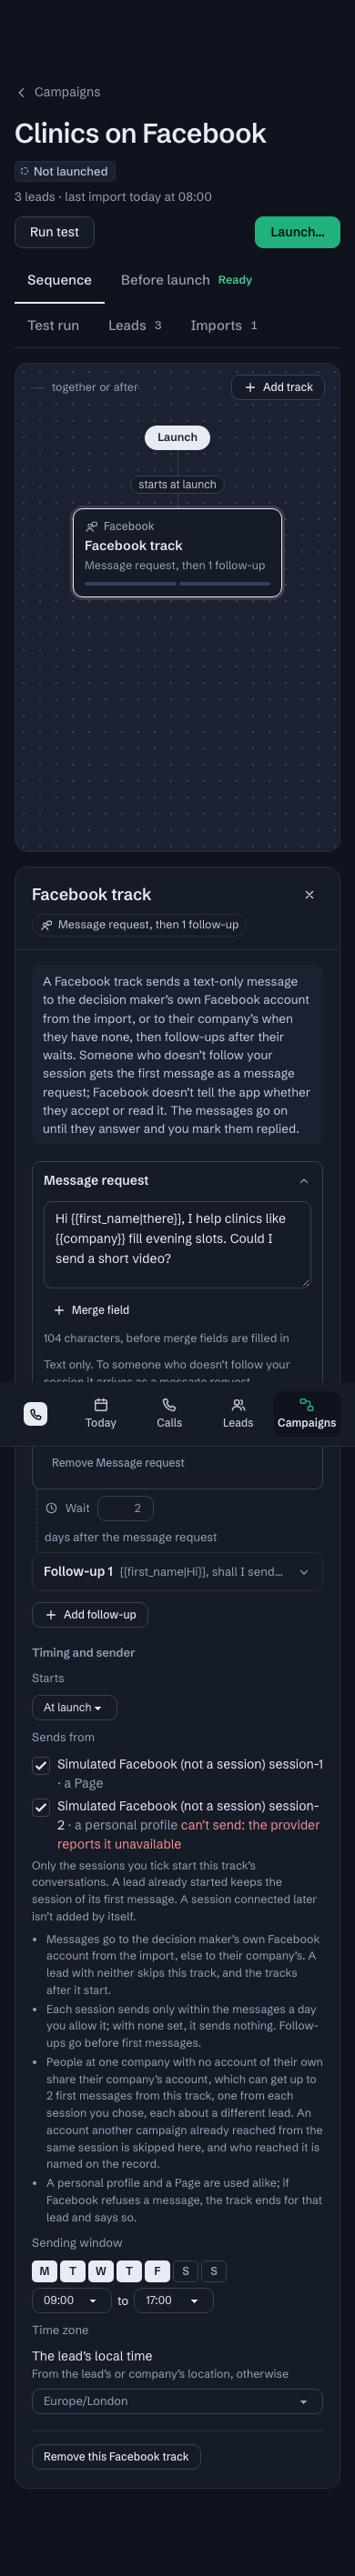 Campaigns
Clinics on Facebook
Not launched
3 leads · last import today at 08:00
Run test
Launch...
Sequence
Before launch Ready
Test run
Leads 3
Imports 1
together or after
Add track
Launch
starts at launch
Facebook
Facebook track
Message request, then 1 follow-up
Facebook track
Message request, then 1 follow-up
A Facebook track sends a text-only message
to the decision maker's own Facebook account
from the import, or to their company's when
they have none, then follow-ups after their
waits. Someone who doesn't follow your
session gets the first message as a message
request; Facebook doesn't tell the app whether
they accept or read it. The messages go on
until they answer and you mark them replied.
Message request
Hi {{first_name|there}}, I help clinics like
{{company}} fill evening slots. Could I
send a short video?
Merge field
104 characters, before merge fields are filled in
Text only. To someone who doesn't follow your
session it arrives as a message request
Today
Calls
Leads
Campaigns
Remove Message request
Wait 2
days after the message request
Follow-up 1 {{first_name|Hi}}, shall I send...
Add follow-up
Timing and sender
Starts
At launch
Sends from
Simulated Facebook (not a session) session-1
· a Page
Simulated Facebook (not a session) session-
2 · a personal profile can't send: the provider
reports it unavailable
Only the sessions you tick start this track's
conversations. A lead already started keeps the
session of its first message. A session connected later
isn't added by itself.
• Messages go to the decision maker's own Facebook
account from the import, else to their company's. A
lead with neither skips this track, and the tracks
after it start.
• Each session sends only within the messages a day
you allow it; with none set, it sends nothing. Follow-
ups go before first messages.
• People at one company with no account of their own
share their company's account, which can get up to
2 first messages from this track, one from each
session you chose, each about a different lead. An
account another campaign already reached from the
same session is skipped here, and who reached it is
named on the record.
• A personal profile and a Page are used alike; if
Facebook refuses a message, the track ends for that
lead and says so.
Sending window
M T W T F S S
09:00 to 17:00
Time zone
The lead's local time
From the lead's or company's location, otherwise
Europe/London
Remove this Facebook track